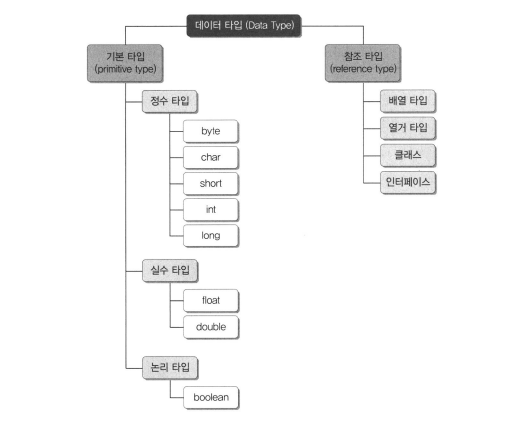 데이터 타입 (Data Type)
기본 타입
(primitive type)
참조 타입
(reference type)
정수 타입
byte
char
short
int
long
실수 타입
float
double
논리 타입
boolean
배열 타입
열거 타입
클래스
인터페이스